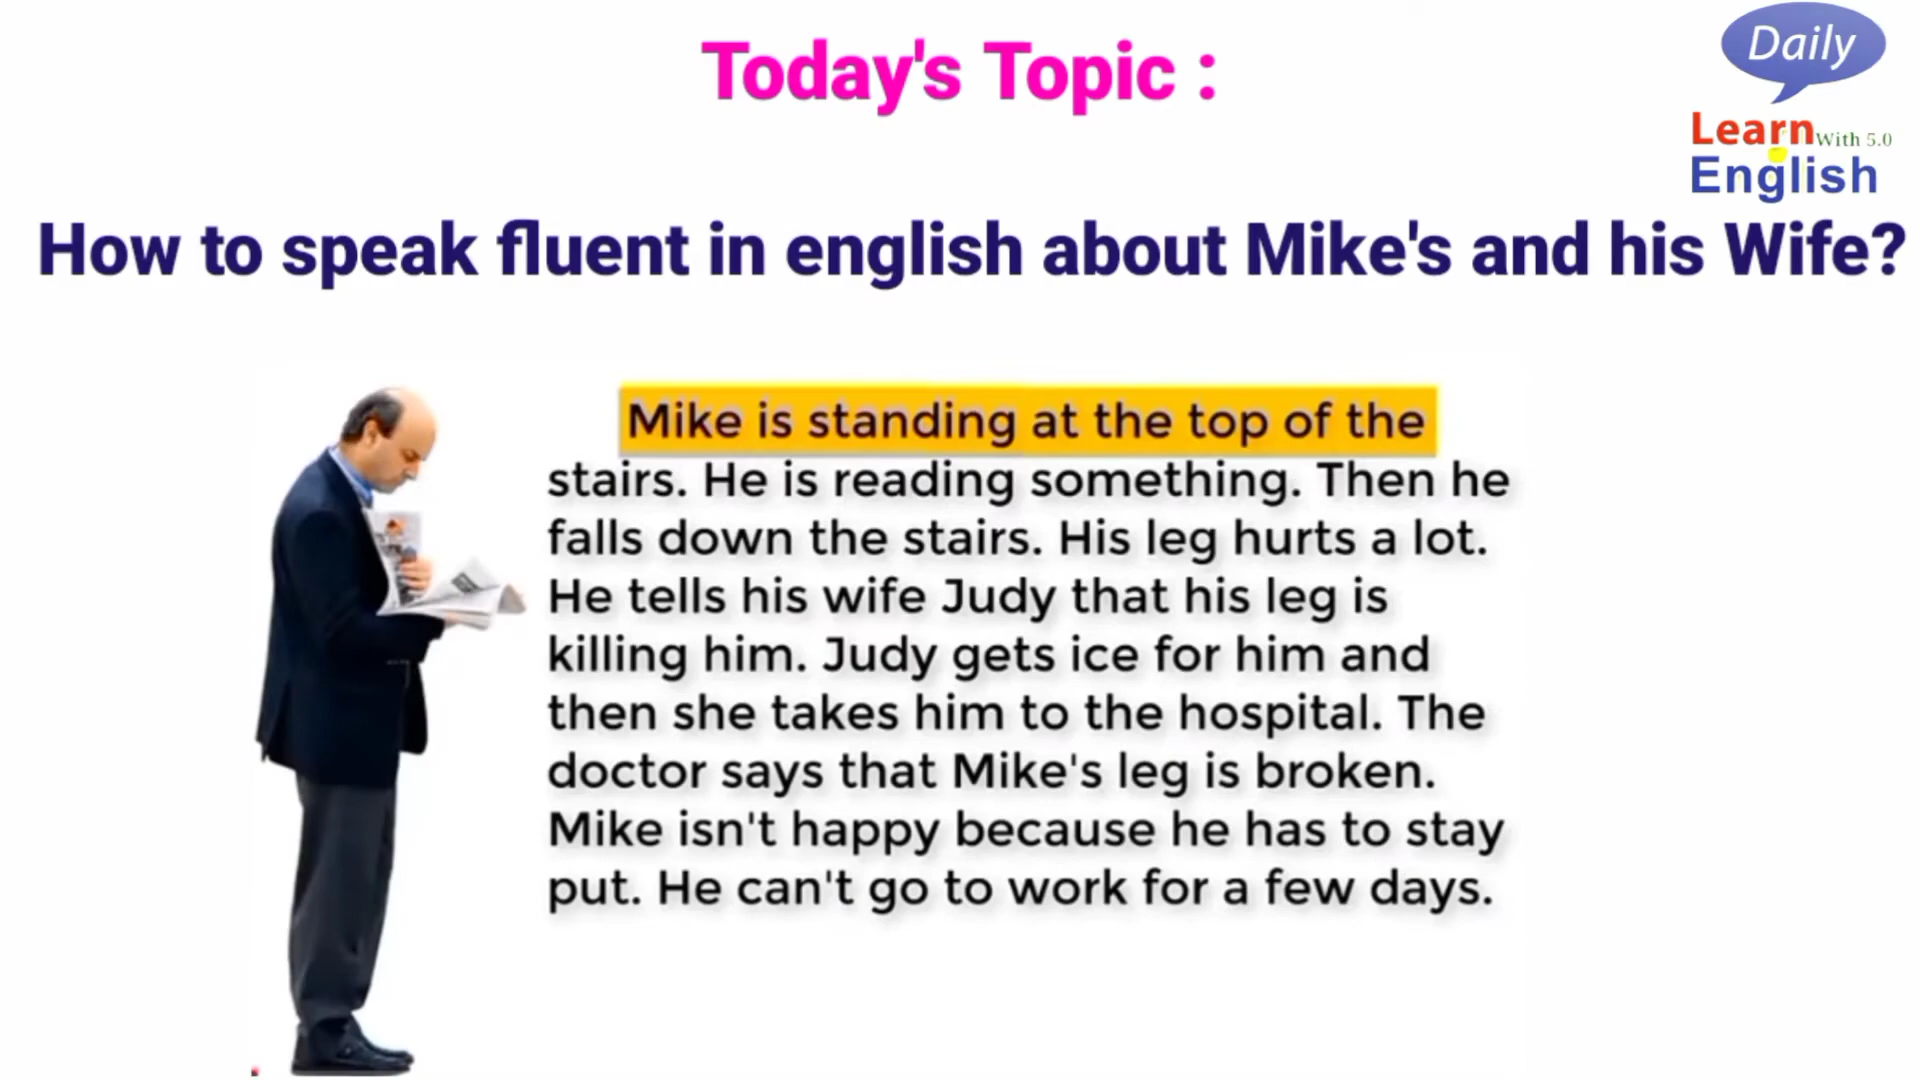 Today's Topic :
Daily
Learn With 5.0
English
How to speak fluent in english about Mike's and his Wife?
Mike is standing at the top of the
stairs. He is reading something. Then he
falls down the stairs. His leg hurts a lot.
He tells his wife Judy that his leg is
killing him. Judy gets ice for him and
then she takes him to the hospital. The
doctor says that Mike's leg is broken.
Mike isn't happy because he has to stay
put. He can't go to work for a few days.